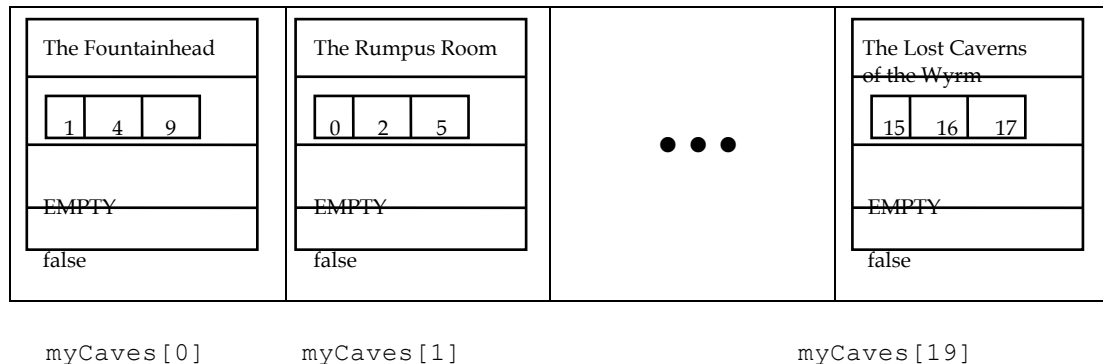 The Fountainhead
1 4 9
EMPTY
false
The Rumpus Room
0 2 5
EMPTY
false
The Lost Caverns
of the Wyrm
15 16 17
EMPTY
false
myCaves[0] myCaves[1] myCaves[19]